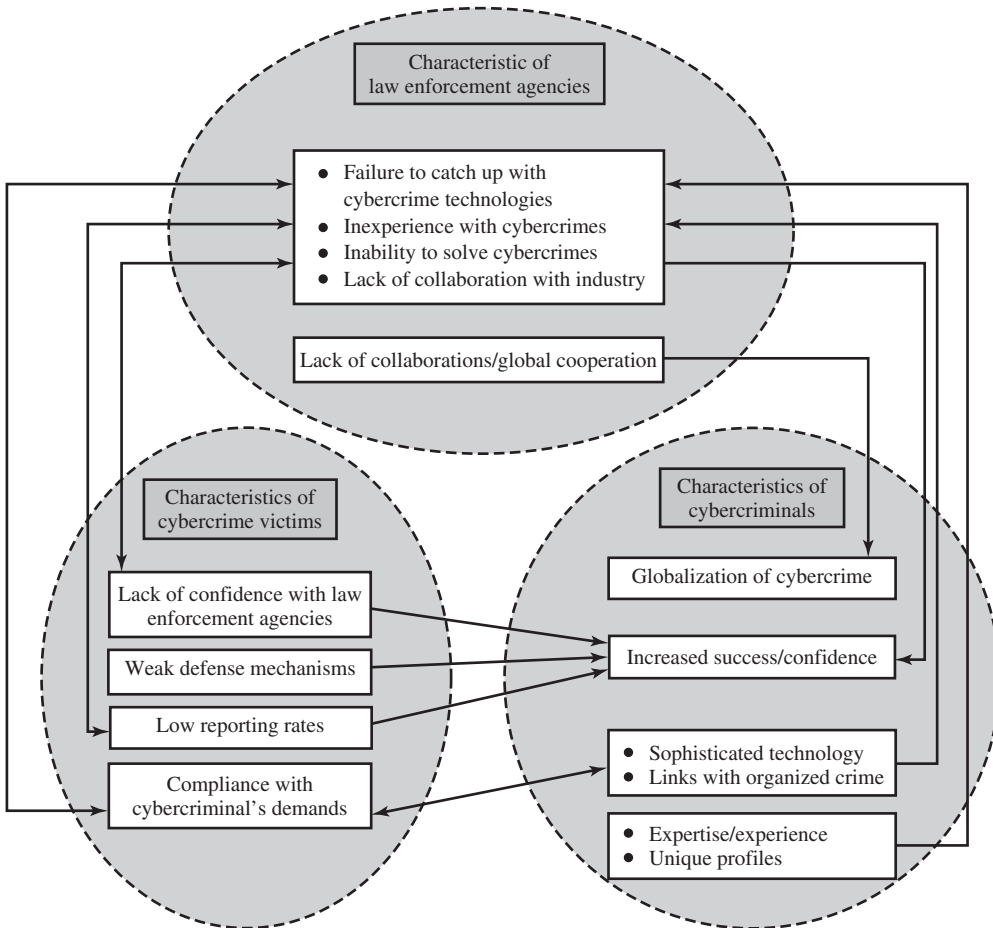 Characteristic of
law enforcement agencies
● Failure to catch up with
cybercrime technologies
● Inexperience with cybercrimes
● Inability to solve cybercrimes
● Lack of collaboration with industry
Lack of collaborations/global cooperation
Characteristics of
cybercrime victims
Lack of confidence with law
enforcement agencies
Weak defense mechanisms
Low reporting rates
Compliance with
cybercriminal’s demands
Characteristics of
cybercriminals
Globalization of cybercrime
Increased success/confidence
● Sophisticated technology
● Links with organized crime
● Expertise/experience
● Unique profiles